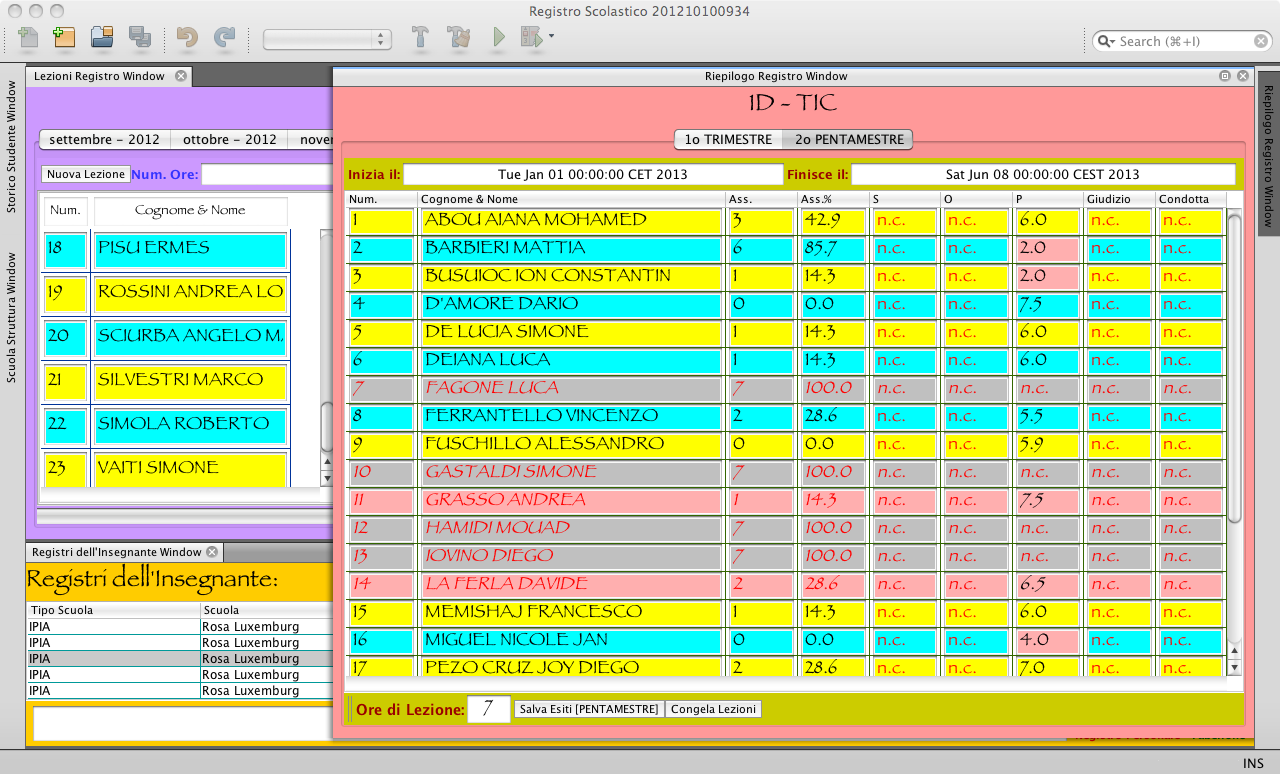 Registro Scolastico 201210100934
Search (⌘+I)
Storico Studente Window
Scuola Struttura Window
Lezioni Registro Window
settembre - 2012 ottobre - 2012
Nuova Lezione Num. Ore:
Num. Cognome & Nome
18 PISU ERMES
19 ROSSINI ANDREA LO
20 SCIURBA ANGELO M
21 SILVESTRI MARCO
22 SIMOLA ROBERTO
23 VAITI SIMONE
Registri dell'Insegnante Window
Registri dell'Insegnante:
Tipo Scuola Scuola
IPIA Rosa Luxemburg
IPIA Rosa Luxemburg
IPIA Rosa Luxemburg
IPIA Rosa Luxemburg
IPIA Rosa Luxemburg
Riepilogo Registro Window
1D - TIC
1o TRIMESTRE 2o PENTAMESTRE
Inizia il: Tue Jan 01 00:00:00 CET 2013 Finisce il: Sat Jun 08 00:00:00 CEST 2013
Num. Cognome & Nome Ass. Ass.% S O P Giudizio Condotta
1 ABOU AIANA MOHAMED 3 42.9 n.c. n.c. 6.0 n.c. n.c.
2 BARBIERI MATTIA 6 85.7 n.c. n.c. 2.0 n.c. n.c.
3 BUSUIOC ION CONSTANTIN 1 14.3 n.c. n.c. 2.0 n.c. n.c.
4 D'AMORE DARIO 0 0.0 n.c. n.c. 7.5 n.c. n.c.
5 DE LUCIA SIMONE 1 14.3 n.c. n.c. 6.0 n.c. n.c.
6 DEIANA LUCA 1 14.3 n.c. n.c. 6.0 n.c. n.c.
7 FAGONE LUCA 7 100.0 n.c. n.c. n.c. n.c. n.c.
8 FERRANTELLO VINCENZO 2 28.6 n.c. n.c. 5.5 n.c. n.c.
9 FUSCHILLO ALESSANDRO 0 0.0 n.c. n.c. 5.9 n.c. n.c.
10 GASTALDI SIMONE 7 100.0 n.c. n.c. n.c. n.c. n.c.
11 GRASSO ANDREA 1 14.3 n.c. n.c. 7.5 n.c. n.c.
12 HAMIDI MOUAD 7 100.0 n.c. n.c. n.c. n.c. n.c.
13 IOVINO DIEGO 7 100.0 n.c. n.c. n.c. n.c. n.c.
14 LA FERLA DAVIDE 2 28.6 n.c. n.c. 6.5 n.c. n.c.
15 MEMISHAJ FRANCESCO 1 14.3 n.c. n.c. 6.0 n.c. n.c.
16 MIGUEL NICOLE JAN 0 0.0 n.c. n.c. 4.0 n.c. n.c.
17 PEZO CRUZ JOY DIEGO 2 28.6 n.c. n.c. 7.0 n.c. n.c.
Ore di Lezione: 7 Salva Esiti [PENTAMESTRE] Congela Lezioni
Riepilogo Registro Window
INS